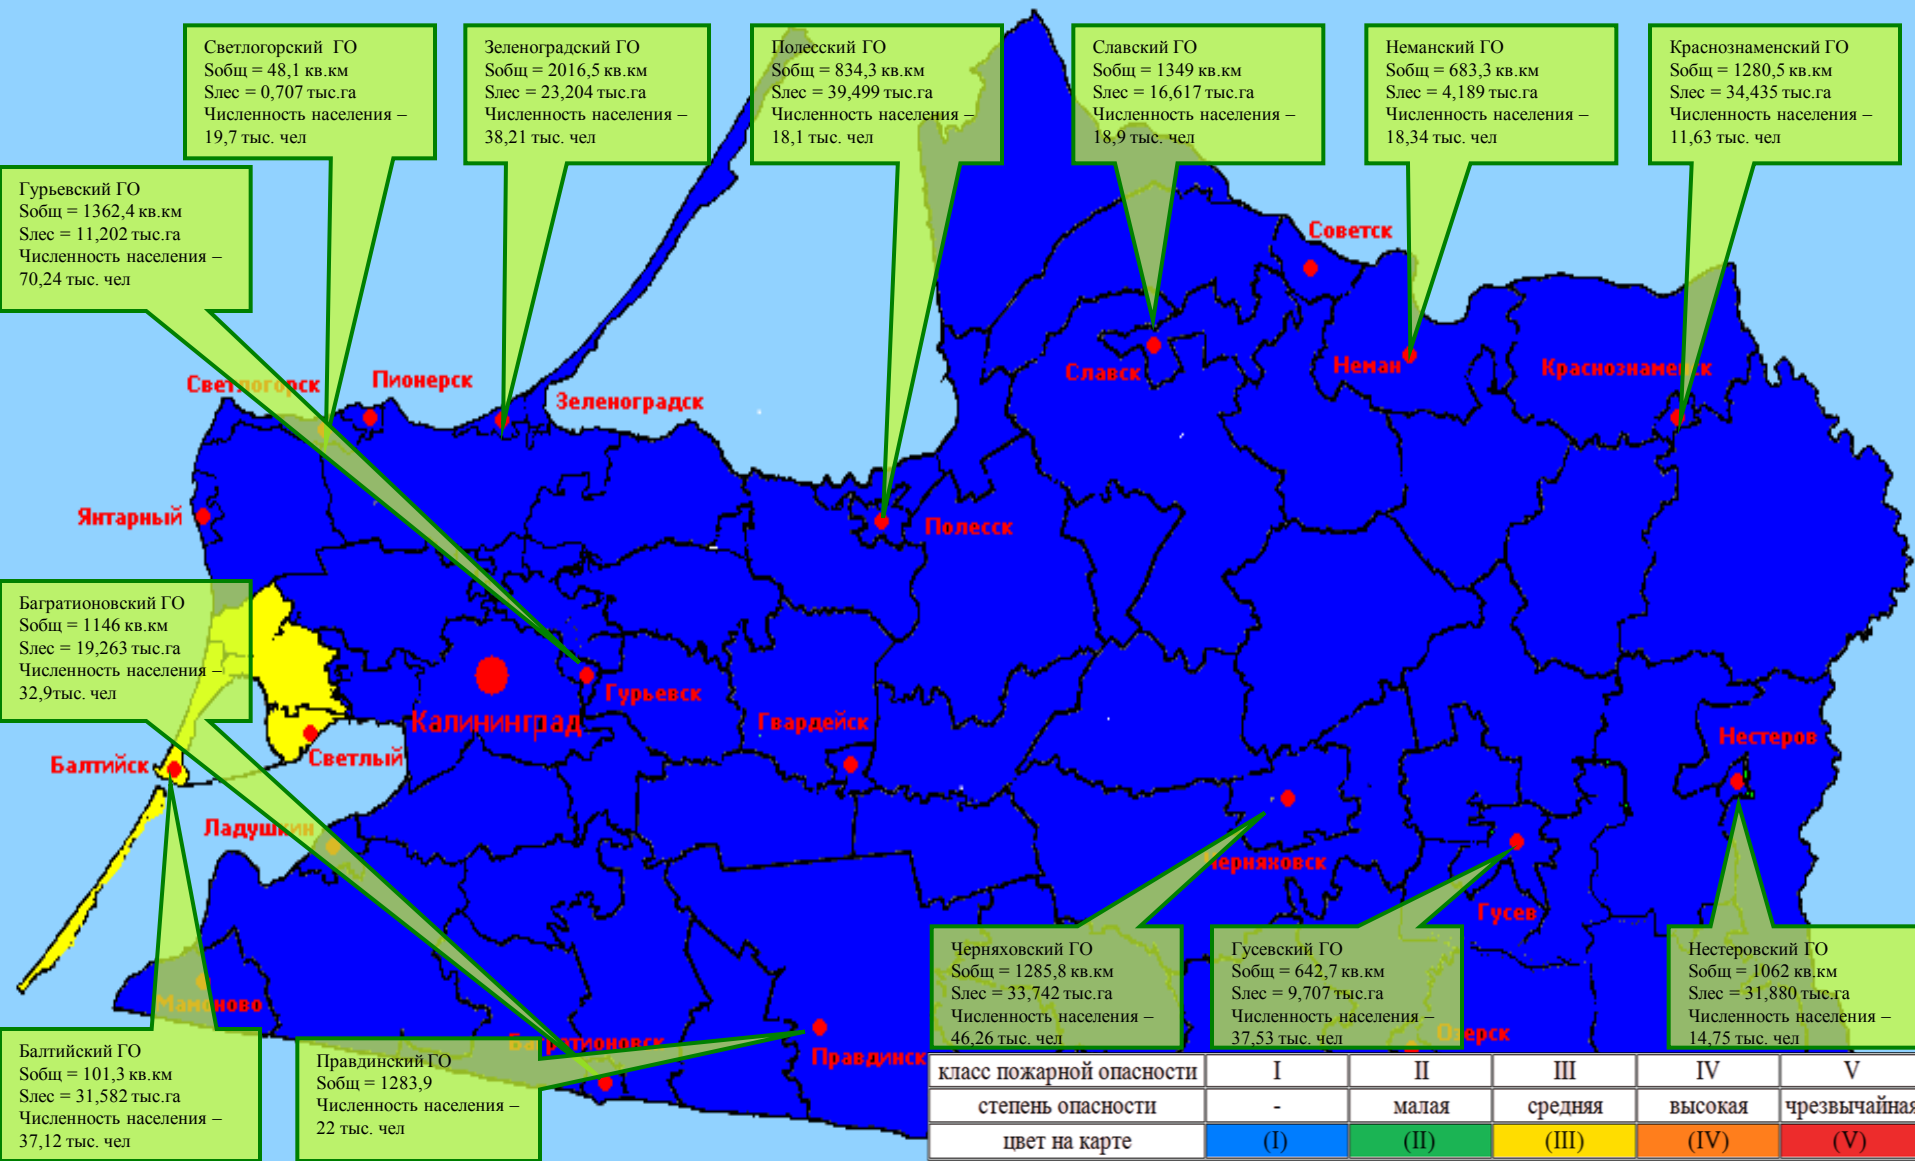 Светлогорский ГО
Sобщ = 48,1 кв.км
Sлес = 0,707 тыс.га
Численность населения –
19,7 тыс. чел
Зеленоградский ГО
Sобщ = 2016,5 кв.км
Sлес = 23,204 тыс.га
Численность населения –
38,21 тыс. чел
Полесский ГО
Sобщ = 834,3 кв.км
Sлес = 39,499 тыс.га
Численность населения –
18,1 тыс. чел
Славский ГО
Sобщ = 1349 кв.км
Sлес = 16,617 тыс.га
Численность населения –
18,9 тыс. чел
Неманский ГО
Sобщ = 683,3 кв.км
Sлес = 4,189 тыс.га
Численность населения –
18,34 тыс. чел
Краснознаменский ГО
Sобщ = 1280,5 кв.км
Sлес = 34,435 тыс.га
Численность населения –
11,63 тыс. чел
Гурьевский ГО
Sобщ = 1362,4 кв.км
Sлес = 11,202 тыс.га
Численность населения –
70,24 тыс. чел
Советск
Светлогорск
Пионерск
Зеленоградск
Славск
Неман
Краснознаменск
Янтарный
Полесск
Багратионовский ГО
Sобщ = 1146 кв.км
Sлес = 19,263 тыс.га
Численность населения –
32,9тыс. чел
Гурьевск
Калининград
Гвардейск
Нестеров
Балтийск
Светлый
Ладушкин
Черняховск
Гусев
Мамоново
Багратионовск
Правдинск
Озерск
Черняховский ГО
Sобщ = 1285,8 кв.км
Sлес = 33,742 тыс.га
Численность населения –
46,26 тыс. чел
Гусевский ГО
Sобщ = 642,7 кв.км
Sлес = 9,707 тыс.га
Численность населения –
37,53 тыс. чел
Нестеровский ГО
Sобщ = 1062 кв.км
Sлес = 31,880 тыс.га
Численность населения –
14,75 тыс. чел
Балтийский ГО
Sобщ = 101,3 кв.км
Sлес = 31,582 тыс.га
Численность населения –
37,12 тыс. чел
Правдинский ГО
Sобщ = 1283,9
Численность населения –
22 тыс. чел
класс пожарной опасности I II III IV V
степень опасности - малая средняя высокая чрезвычайная
цвет на карте (I) (II) (III) (IV) (V)